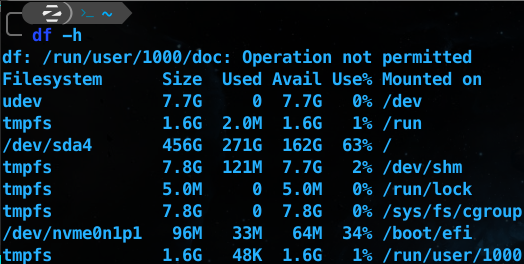 >_ ~
df -h
df: /run/user/1000/doc: Operation not permitted
Filesystem Size Used Avail Use% Mounted on
udev 7.7G 0 7.7G 0% /dev
tmpfs 1.6G 2.0M 1.6G 1% /run
/dev/sda4 456G 271G 162G 63% /
tmpfs 7.8G 121M 7.7G 2% /dev/shm
tmpfs 5.0M 0 5.0M 0% /run/lock
tmpfs 7.8G 0 7.8G 0% /sys/fs/cgroup
/dev/nvme0n1p1 96M 33M 64M 34% /boot/efi
tmpfs 1.6G 48K 1.6G 1% /run/user/1000